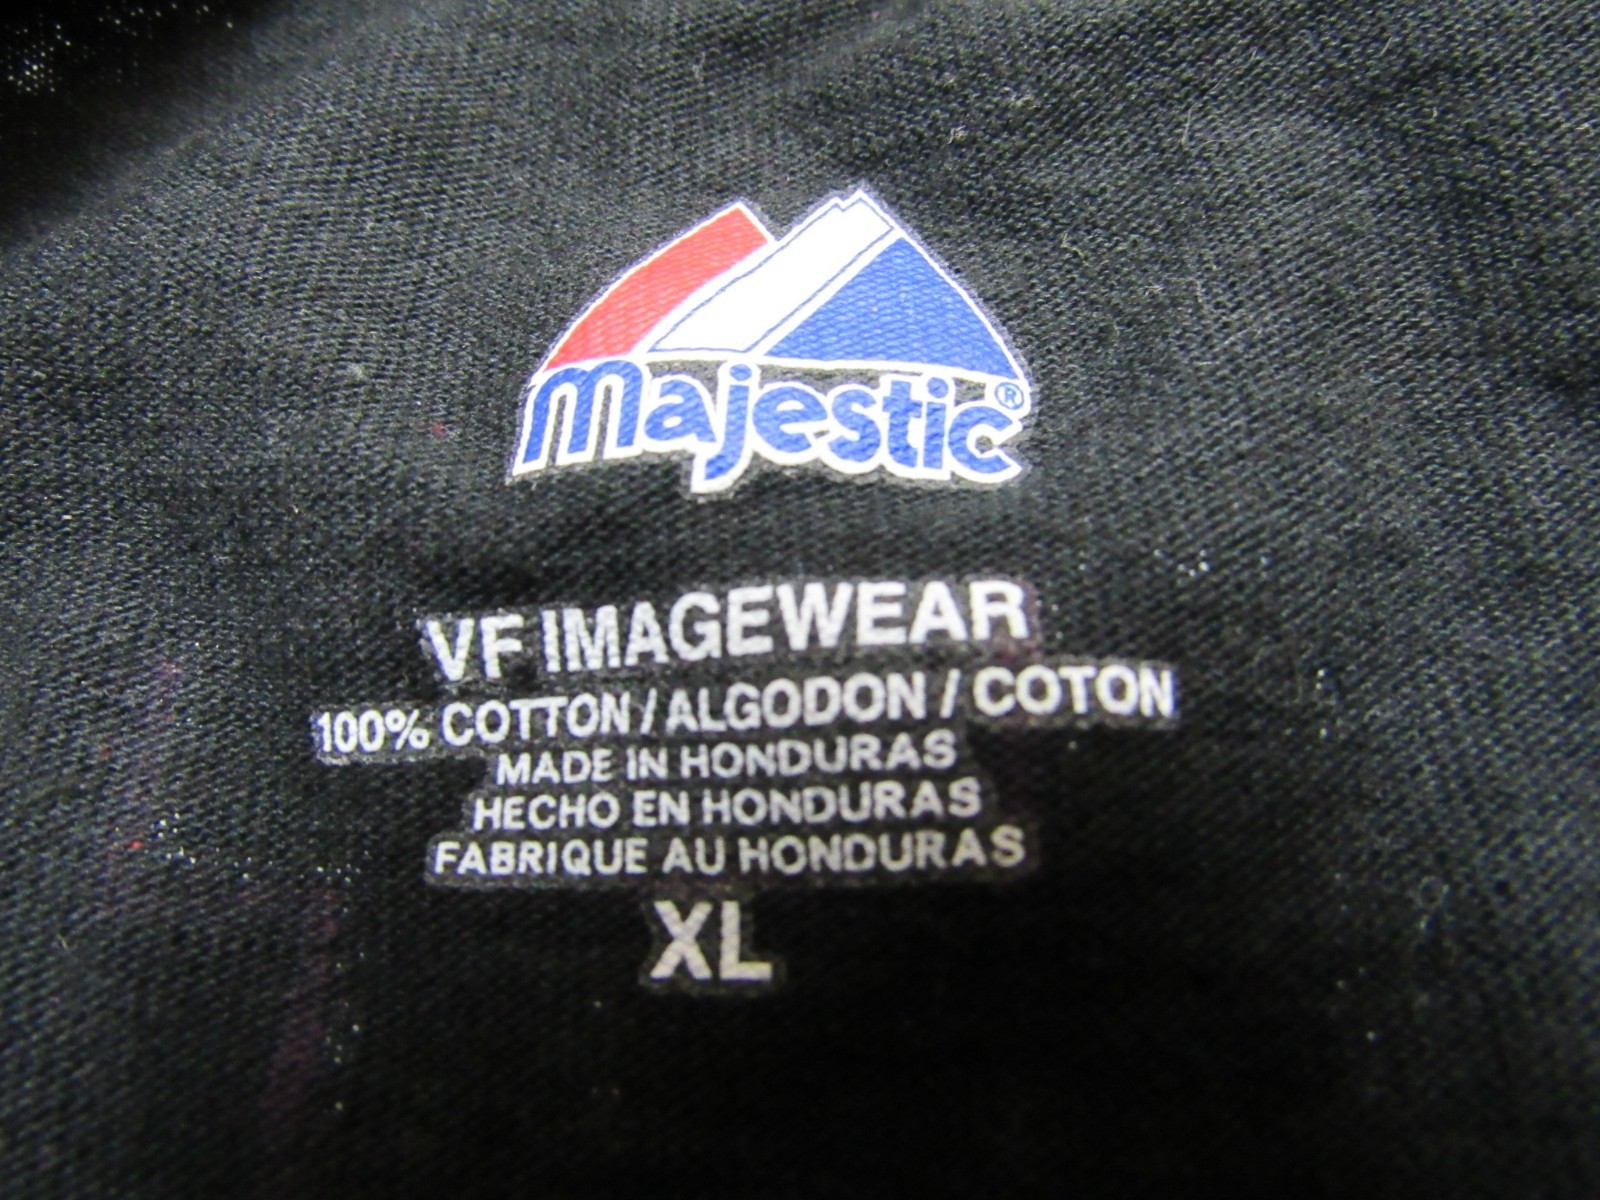 majestic®
VF IMAGEWEAR
100% COTTON / ALGODON / COTON
MADE IN HONDURAS
HECHO EN HONDURAS
FABRIQUE AU HONDURAS
XL